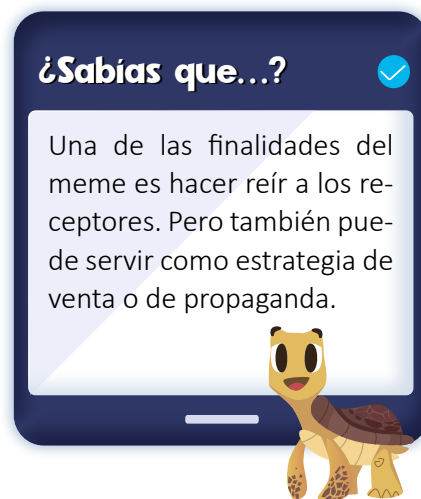 ¿Sabías que...?
Una de las finalidades del
meme es hacer reír a los re-
ceptores. Pero también pue-
de servir como estrategia de
venta o de propaganda.